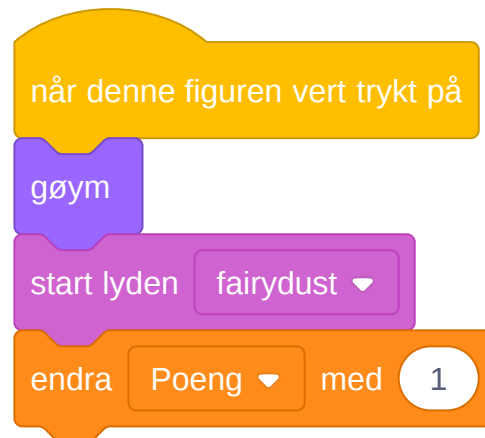 når denne figuren vert trykt på
gøym
start lyden fairydust
endra Poeng med 1